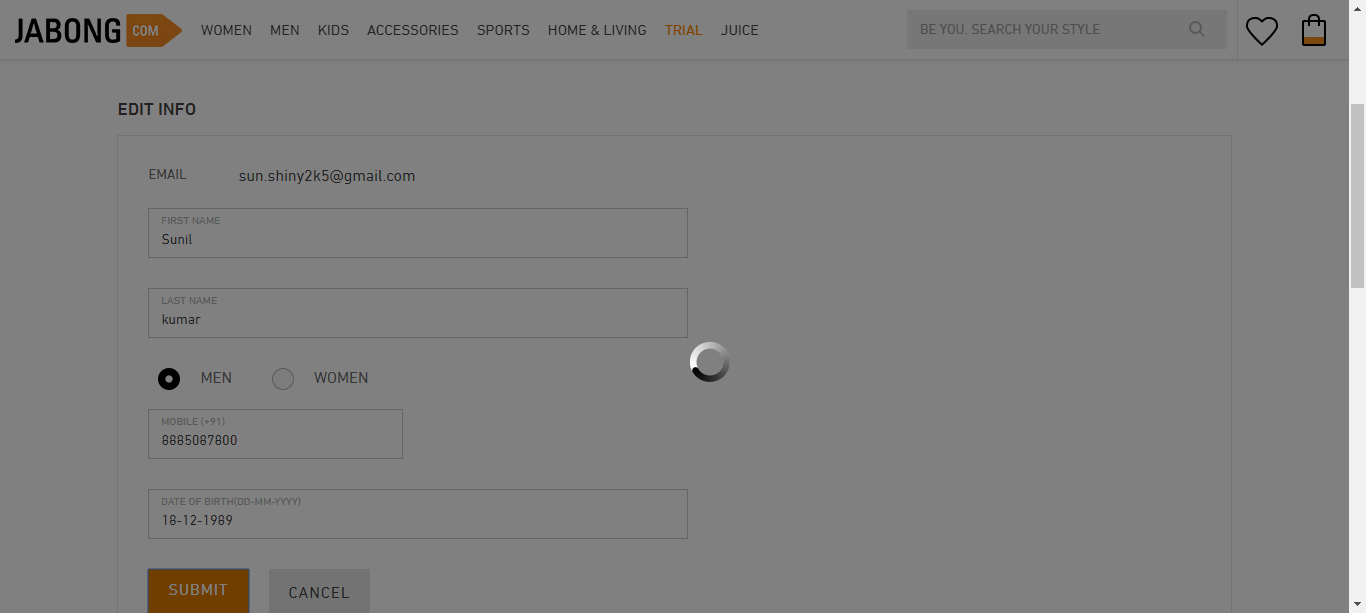 JABONG COM WOMEN MEN KIDS ACCESSORIES SPORTS HOME & LIVING TRIAL JUICE BE YOU. SEARCH YOUR STYLE
EDIT INFO
EMAIL sun.shiny2k5@gmail.com
FIRST NAME
Sunil
LAST NAME
kumar
MEN WOMEN
MOBILE (+91)
8885087800
DATE OF BIRTH(DD-MM-YYYY)
18-12-1989
SUBMIT CANCEL